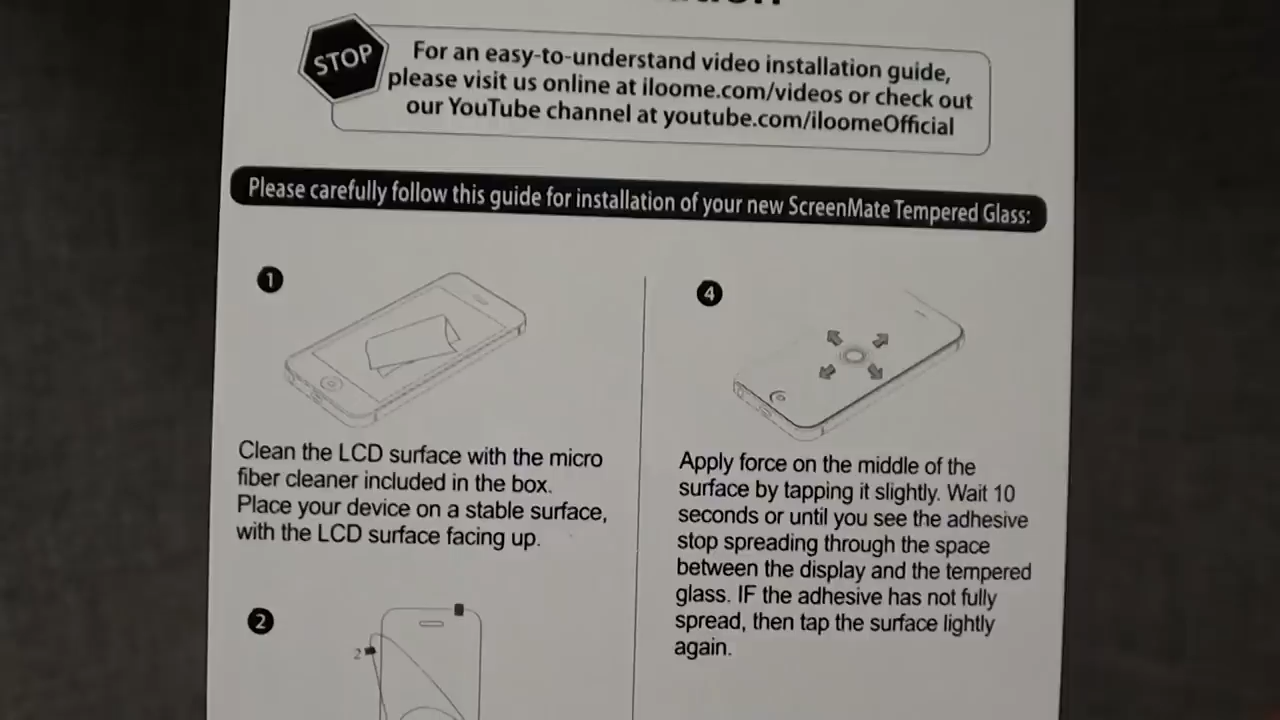 STOP
For an easy-to-understand video installation guide,
please visit us online at iloome.com/videos or check out
our YouTube channel at youtube.com/iloomeOfficial
Please carefully follow this guide for installation of your new ScreenMate Tempered Glass:
1
Clean the LCD surface with the micro
fiber cleaner included in the box.
Place your device on a stable surface,
with the LCD surface facing up.
2
2
4
Apply force on the middle of the
surface by tapping it slightly. Wait 10
seconds or until you see the adhesive
stop spreading through the space
between the display and the tempered
glass. IF the adhesive has not fully
spread, then tap the surface lightly
again.